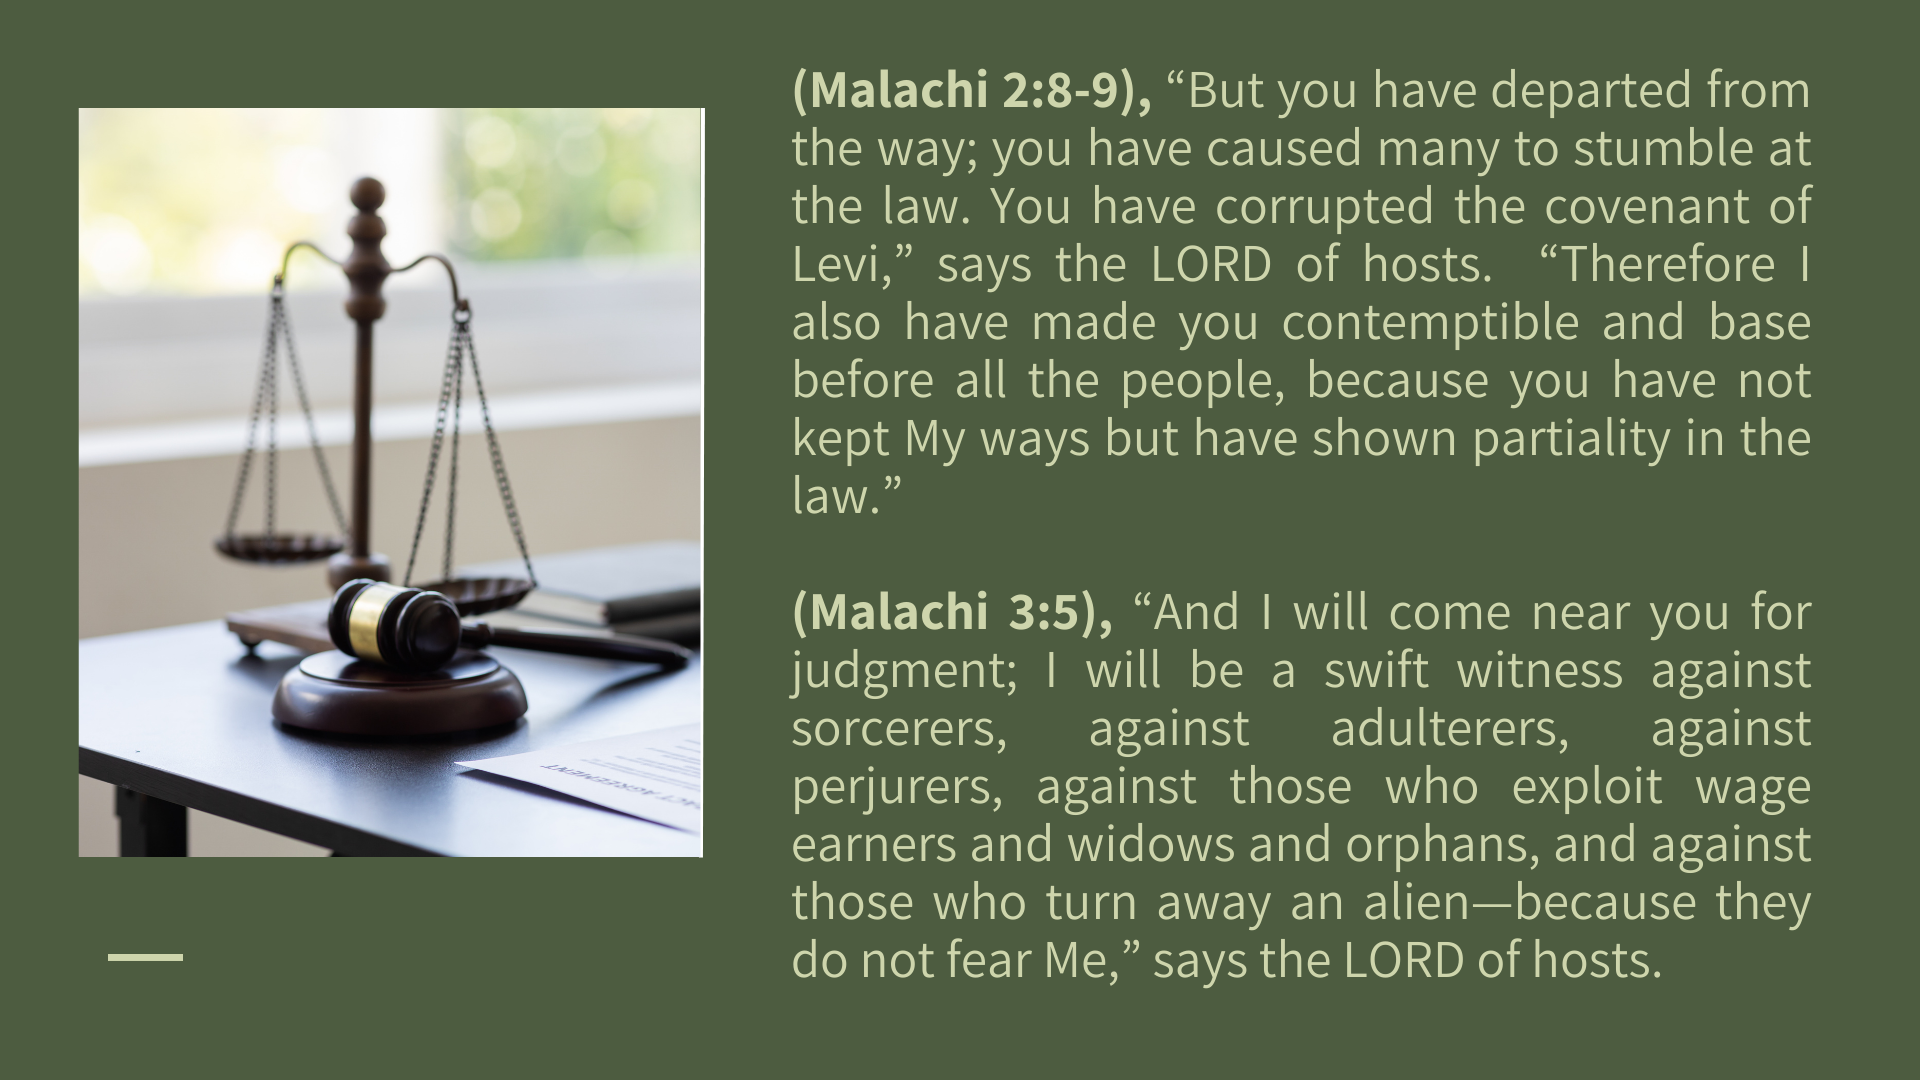 (Malachi 2:8-9), “But you have departed from
the way; you have caused many to stumble at
the law. You have corrupted the covenant of
Levi,” says the LORD of hosts.  “Therefore I
also have made you contemptible and base
before all the people, because you have not
kept My ways but have shown partiality in the
law.”
(Malachi 3:5), “And I will come near you for
judgment; I will be a swift witness against
sorcerers, against adulterers, against
perjurers, against those who exploit wage
earners and widows and orphans, and against
those who turn away an alien—because they
do not fear Me,” says the LORD of hosts.
AGREEMENT